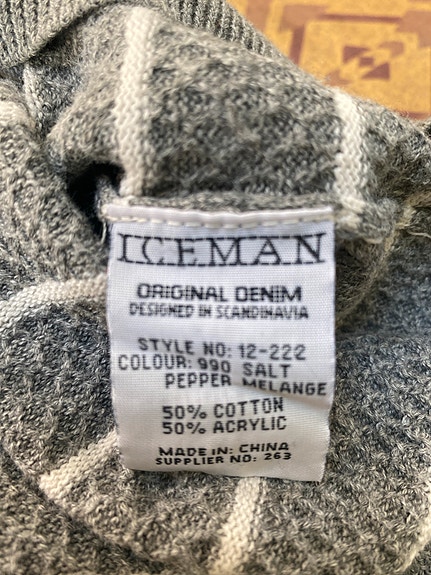 ICEMAN
ORIGINAL DENIM
DESIGNED IN SCANDINAVIA
STYLE NO: 12-222
COLOUR: 990 SALT
PEPPER MELANGE
50% COTTON
50% ACRYLIC
MADE IN: CHINA
SUPPLIER NO: 263